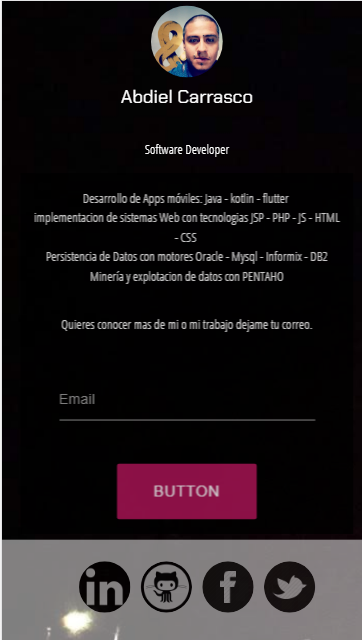 Abdiel Carrasco
Software Developer
Desarrollo de Apps móviles: Java - kotlin - flutter
implementacion de sistemas Web con tecnologias JSP - PHP - JS - HTML
- CSS
Persistencia de Datos con motores Oracle - Mysql - Informix - DB2
Minería y explotacion de datos con PENTAHO
Quieres conocer mas de mi o mi trabajo dejame tu correo.
Email
BUTTON
in
f